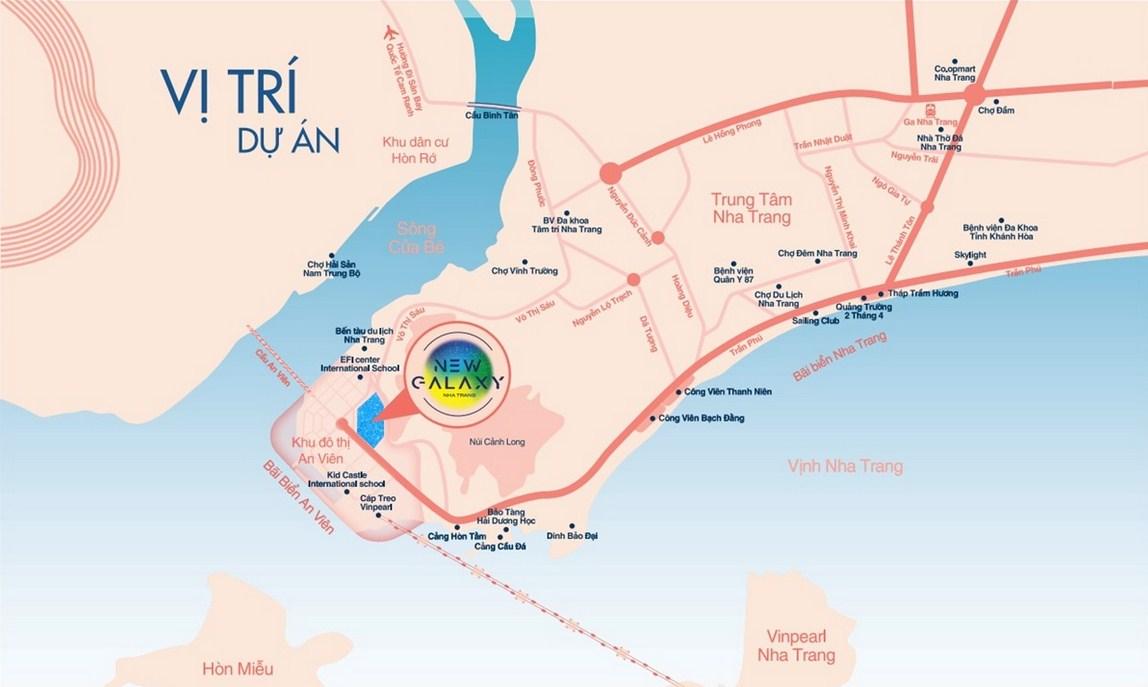 VỊ TRÍ
DỰ ÁN
Hướng Đi Sân Bay
Quốc Tế Cam Ranh
Cầu Bình Tân
Khu dân cư
Hòn Rớ
Sông
Cửa Bé
Chợ Hải Sản
Nam Trung Bộ
Đồng Phước
BV Đa khoa
Tâm trí Nha Trang
Chợ Vĩnh Trường
Nguyễn Đức Cảnh
Lê Hồng Phong
Trung Tâm
Nha Trang
Trần Nhật Duật
Nguyễn Thị Minh Khai
Co,opmart
Nha Trang
Chợ Đầm
Ga Nha Trang
Nhà Thờ Đá
Nha Trang
Nguyễn Trãi
Ngô Gia Tự
Lê Thánh Tôn
Bệnh viện Đa Khoa
Tỉnh Khánh Hòa
Skylight
Trần Phú
Chợ Đêm Nha Trang
Bệnh viện
Quân Y 87
Chợ Du Lịch
Nha Trang
Tháp Trầm Hương
Quảng Trường
2 Tháng 4
Sailing Club
Hoàng Diệu
Nguyễn Lộ Trạch
Dã Tượng
Võ Thị Sáu
Võ Thị Sáu
Trần Phú
Bãi biển Nha Trang
Bến tàu du lịch
Nha Trang
EFI center
International School
Cầu An Viên
NEW
GALAXY
NHA TRANG
Công Viên Thanh Niên
Công Viên Bạch Đằng
Núi Cảnh Long
Khu đô thị
An Viên
Vịnh Nha Trang
Bãi Biển An Viên
Kid Castle
International school
Cáp Treo
Vinpearl
Cảng Hòn Tằm
Bảo Tàng
Hải Dương Học
Cảng Cầu Đá
Dinh Bảo Đại
Hòn Miễu
Vinpearl
Nha Trang